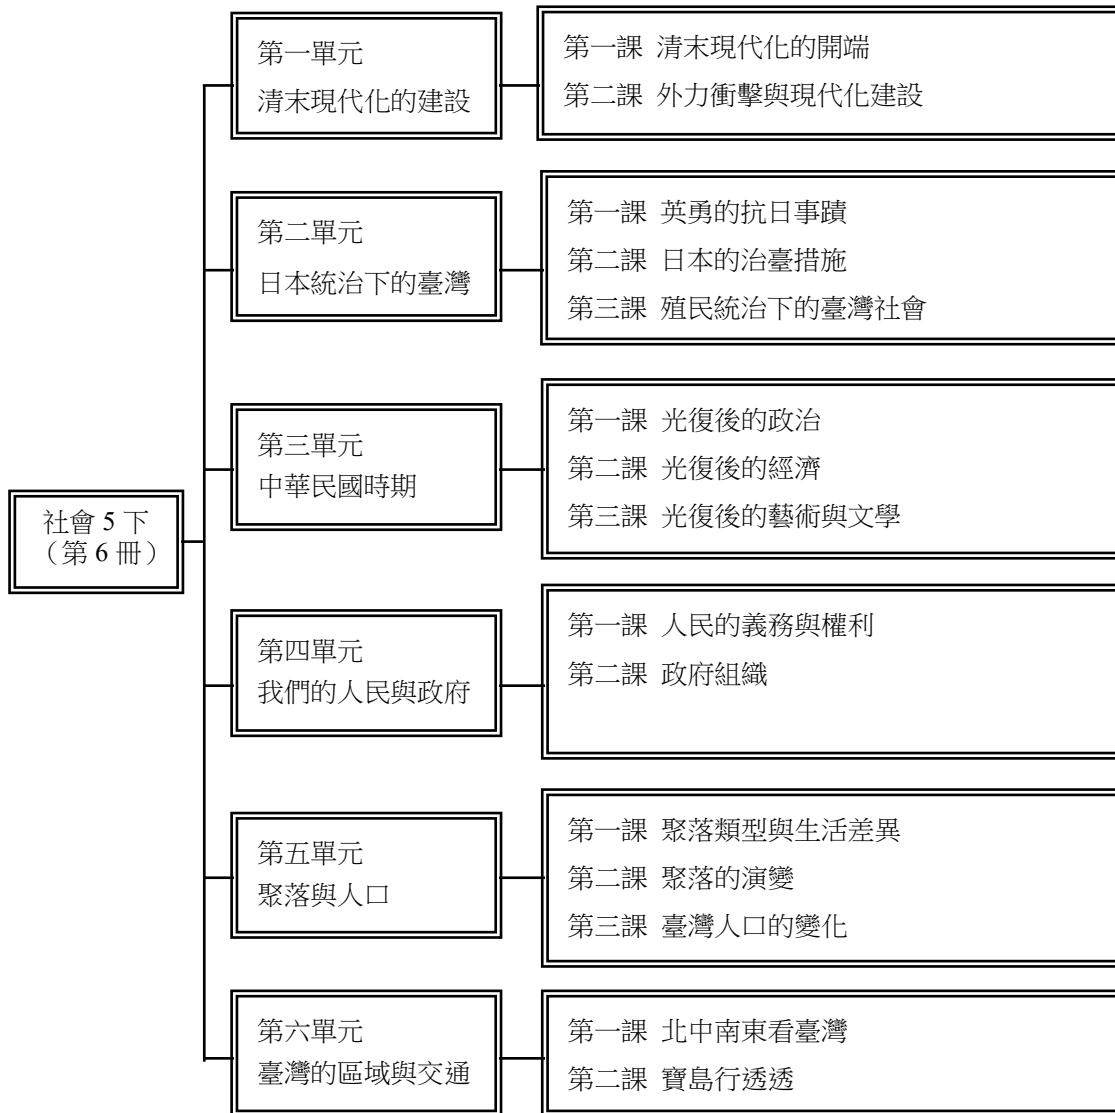 社會 5 下
（第 6 冊）
第一單元
清末現代化的建設
第一課 清末現代化的開端
第二課 外力衝擊與現代化建設
第二單元
日本統治下的臺灣
第一課 英勇的抗日事蹟
第二課 日本的治臺措施
第三課 殖民統治下的臺灣社會
第三單元
中華民國時期
第一課 光復後的政治
第二課 光復後的經濟
第三課 光復後的藝術與文學
第四單元
我們的人民與政府
第一課 人民的義務與權利
第二課 政府組織
第五單元
聚落與人口
第一課 聚落類型與生活差異
第二課 聚落的演變
第三課 臺灣人口的變化
第六單元
臺灣的區域與交通
第一課 北中南東看臺灣
第二課 寶島行透透